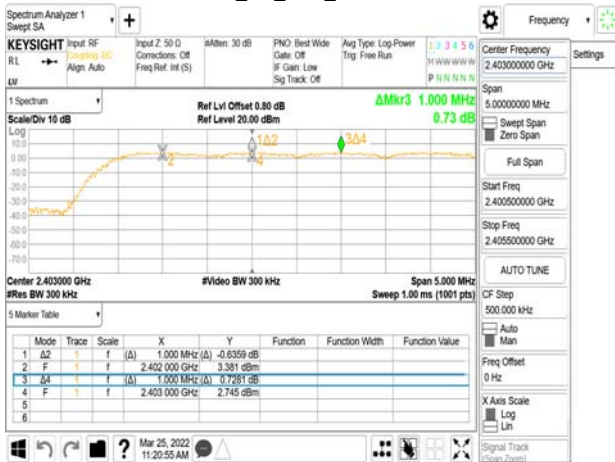 Spectrum Analyzer 1
Swept SA
+
Frequency
KEYSIGHT Input: RF
RL
Coupling: DC
Align: Auto
Input Z: 50 Ω
Corrections: Off
Freq Ref: Int (S)
#Atten: 30 dB
PNO: Best Wide
Gate: Off
IF Gain: Low
Sig Track: Off
Avg Type: Log-Power
Trig: Free Run
1 2 3 4 5 6
M W W W W W
P N N N N N
Center Frequency
2.403000000 GHz
Settings
Span
5.00000000 MHz
Swept Span
Zero Span
Full Span
Start Freq
2.400500000 GHz
Stop Freq
2.405500000 GHz
AUTO TUNE
CF Step
500.000 kHz
Auto
Man
Freq Offset
0 Hz
X Axis Scale
Log
Lin
Signal Track
(Span Zoom)
1 Spectrum
Scale/Div 10 dB
Ref Lvl Offset 0.80 dB
Ref Level 20.00 dBm
ΔMkr3 1.000 MHz
0.73 dB
Log
10.0
0.00
-10.0
-20.0
-30.0
-40.0
-50.0
-60.0
-70.0
2
1Δ2
4
3Δ4
Center 2.403000 GHz
#Res BW 300 kHz
#Video BW 300 kHz
Span 5.000 MHz
Sweep 1.00 ms (1001 pts)
5 Marker Table
Mode Trace Scale X Y Function Function Width Function Value
1 Δ2 1 f (Δ) 1.000 MHz (Δ) -0.6359 dB
2 F 1 f 2.402 000 GHz 3.381 dBm
3 Δ4 1 f (Δ) 1.000 MHz (Δ) 0.7281 dB
4 F 1 f 2.403 000 GHz 2.745 dBm
5
6
?
Mar 25, 2022
11:20:55 AM